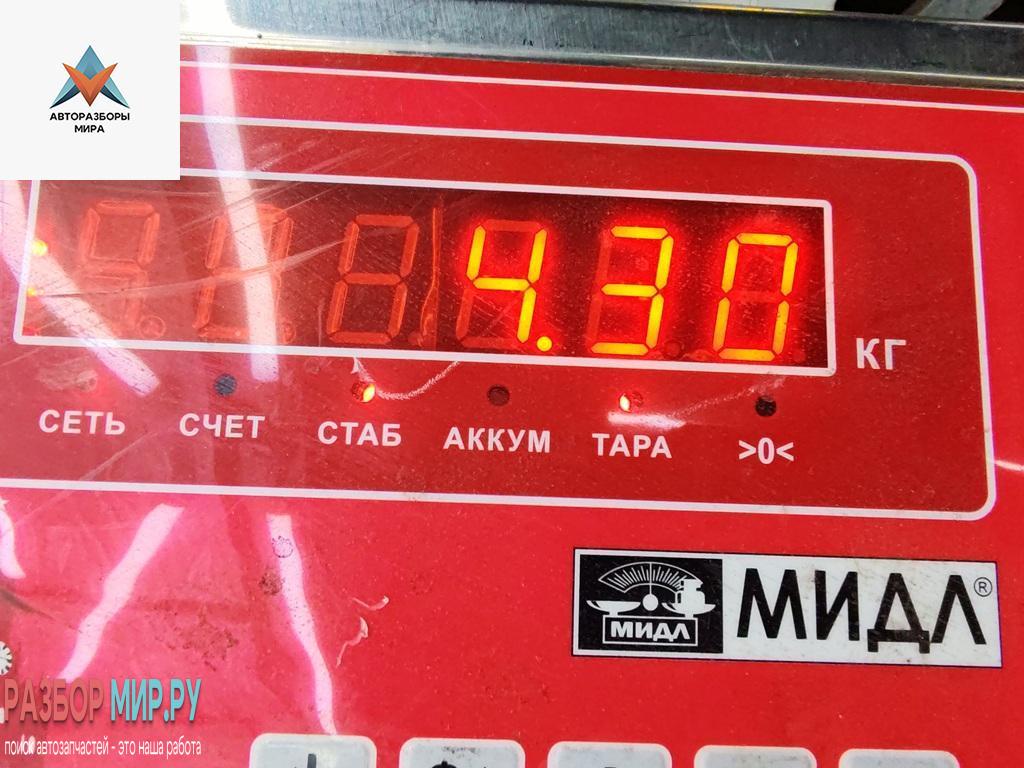 АВТОРАЗБОРЫ
МИРА
4.30
КГ
СЕТЬ СЧЕТ СТАБ АККУМ ТАРА >0<
МИДЛ МИДЛ®
РАЗБОР МИР.РУ
поиск автозапчастей - это наша работа